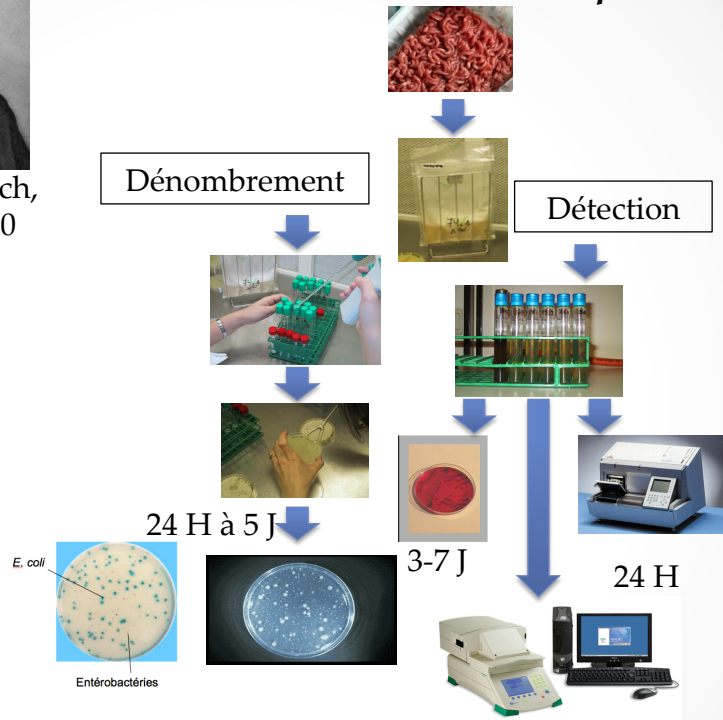 ch,
0
Dénombrement
Détection
24 H à 5 J
3-7 J
24 H
E. coli
Entérobactéries